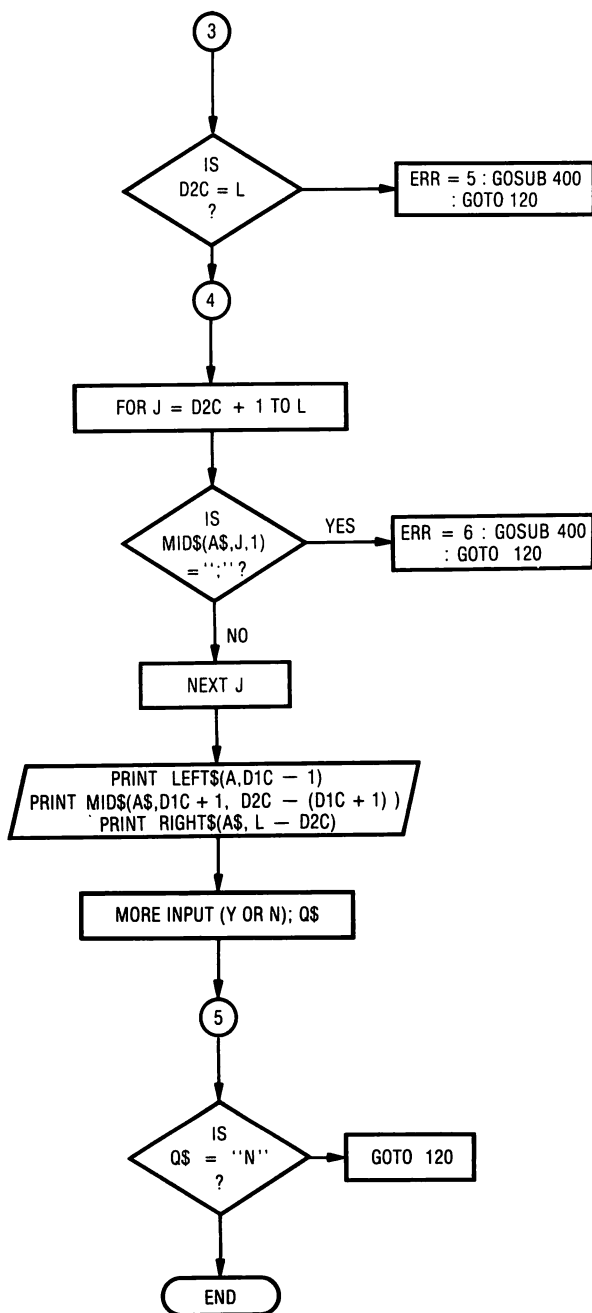 3
IS
D2C = L
?
ERR = 5 : GOSUB 400
: GOTO 120
4
FOR J = D2C + 1 TO L
IS
MID$(A$,J,1)
= ";" ?
YES
ERR = 6 : GOSUB 400
: GOTO 120
NO
NEXT J
PRINT LEFT$(A,D1C – 1)
PRINT MID$(A$,D1C + 1, D2C – (D1C + 1) )
PRINT RIGHT$(A$, L – D2C)
MORE INPUT (Y OR N); Q$
5
IS
Q$ = "N"
?
GOTO 120
END